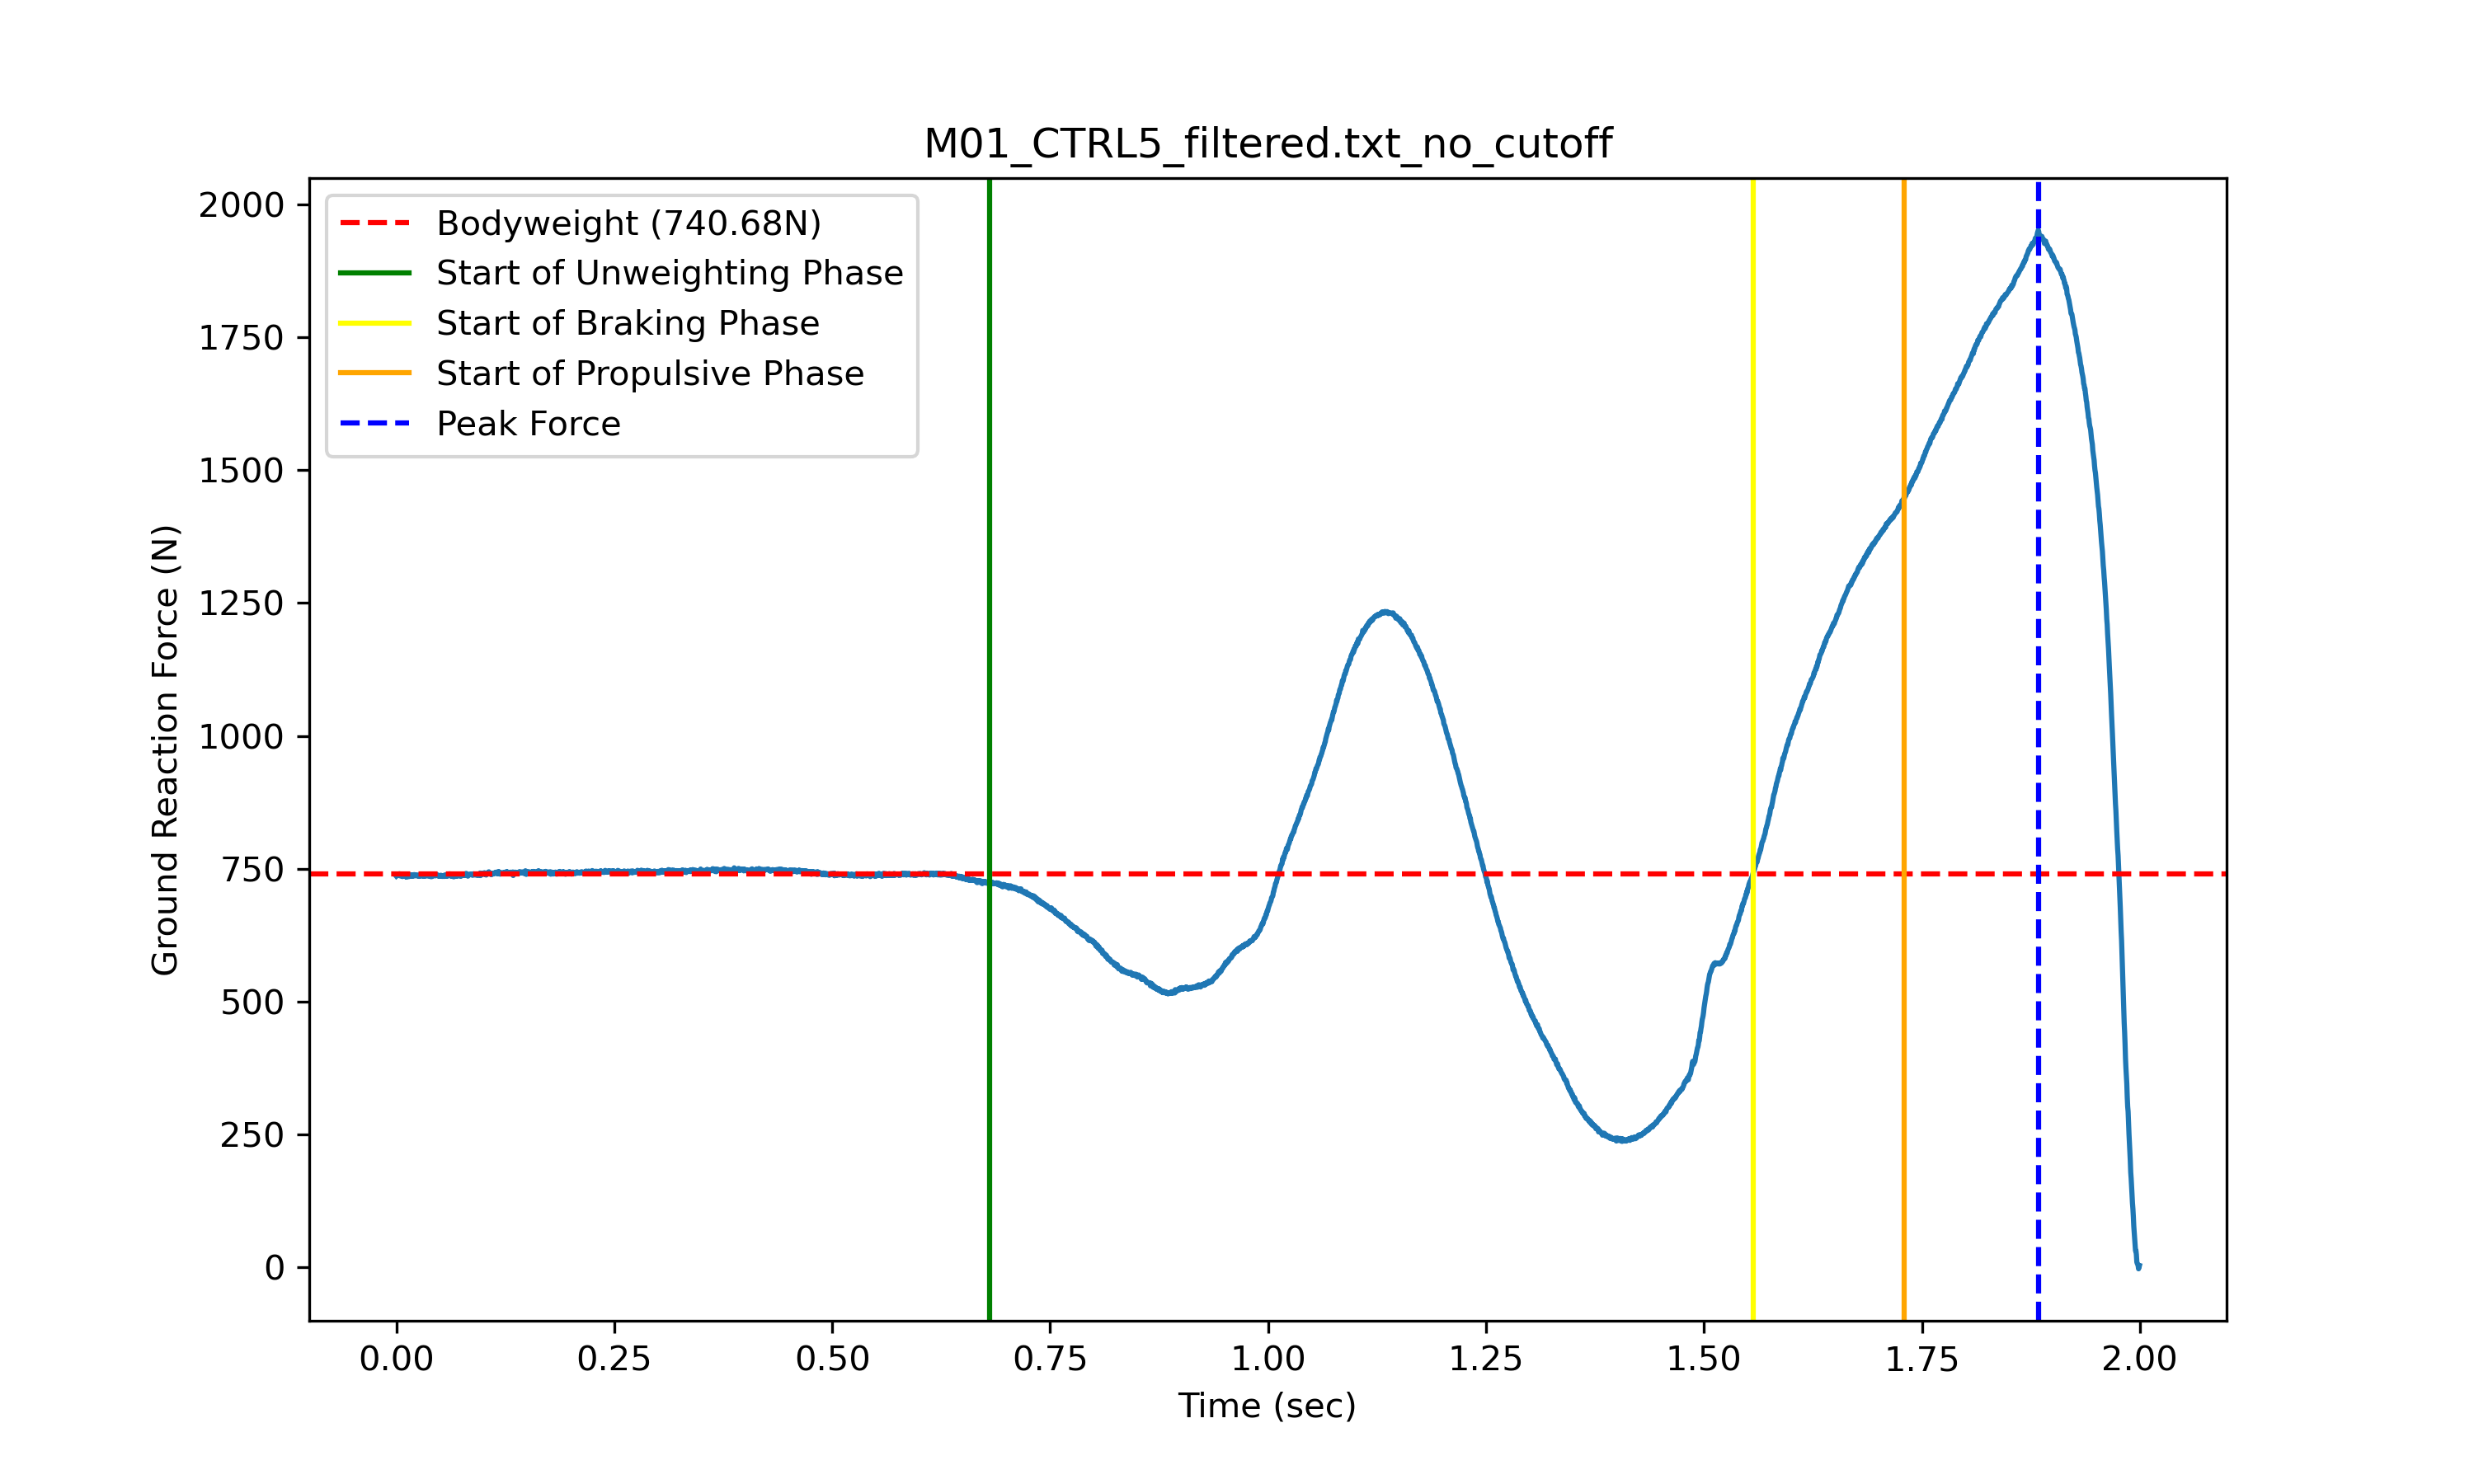 M01_CTRL5_filtered.txt_no_cutoff
Bodyweight (740.68N)
Start of Unweighting Phase
Start of Braking Phase
Start of Propulsive Phase
Peak Force
Ground Reaction Force (N)
2000
1750
1500
1250
1000
750
500
250
0
0.00 0.25 0.50 0.75 1.00 1.25 1.50 1.75 2.00
Time (sec)